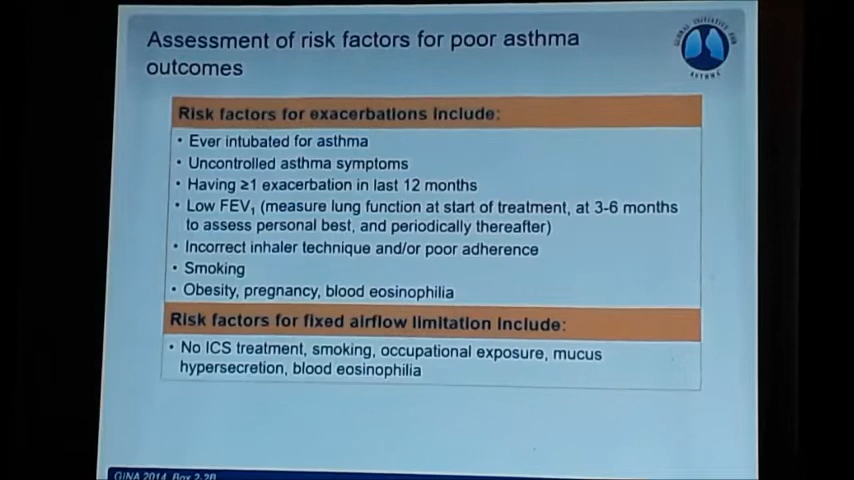 Assessment of risk factors for poor asthma
outcomes
GLOBAL INITIATIVE FOR
ASTHMA
Risk factors for exacerbations include:
• Ever intubated for asthma
• Uncontrolled asthma symptoms
• Having ≥1 exacerbation in last 12 months
• Low FEV₁ (measure lung function at start of treatment, at 3-6 months
to assess personal best, and periodically thereafter)
• Incorrect inhaler technique and/or poor adherence
• Smoking
• Obesity, pregnancy, blood eosinophilia
Risk factors for fixed airflow limitation include:
• No ICS treatment, smoking, occupational exposure, mucus
hypersecretion, blood eosinophilia
GINA 2014, Box 2-2B